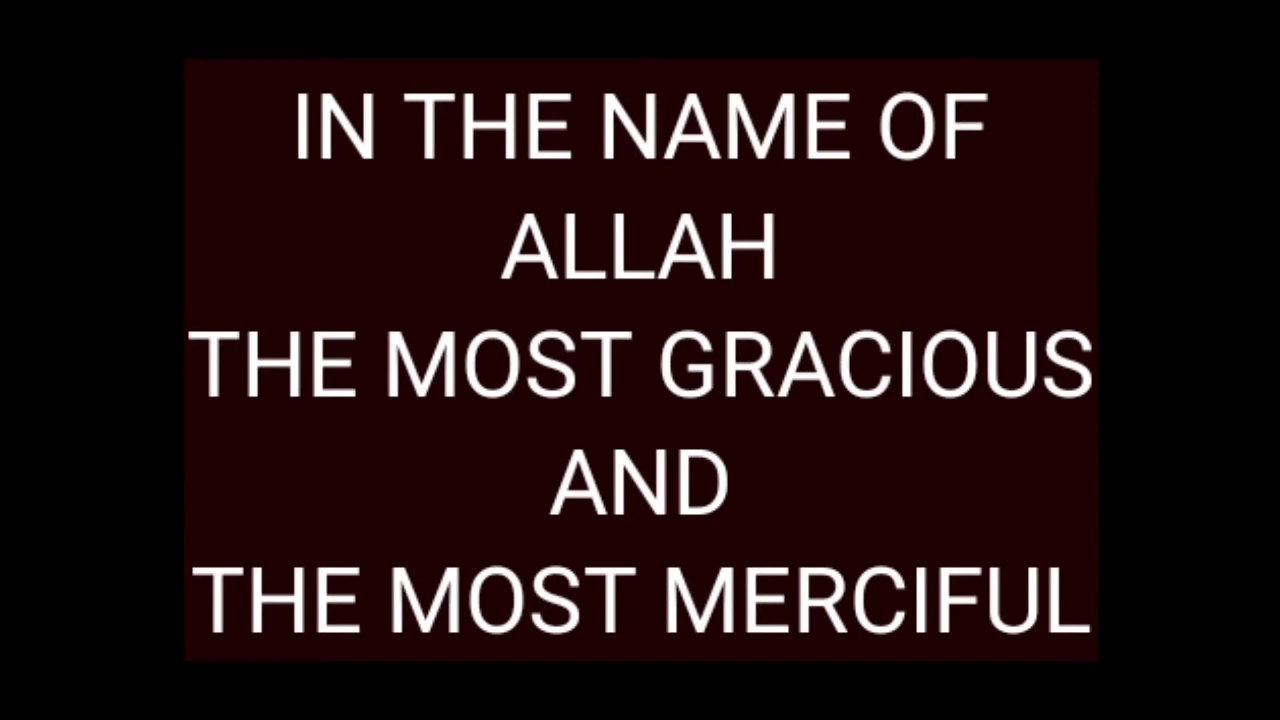 IN THE NAME OF
ALLAH
THE MOST GRACIOUS
AND
THE MOST MERCIFUL